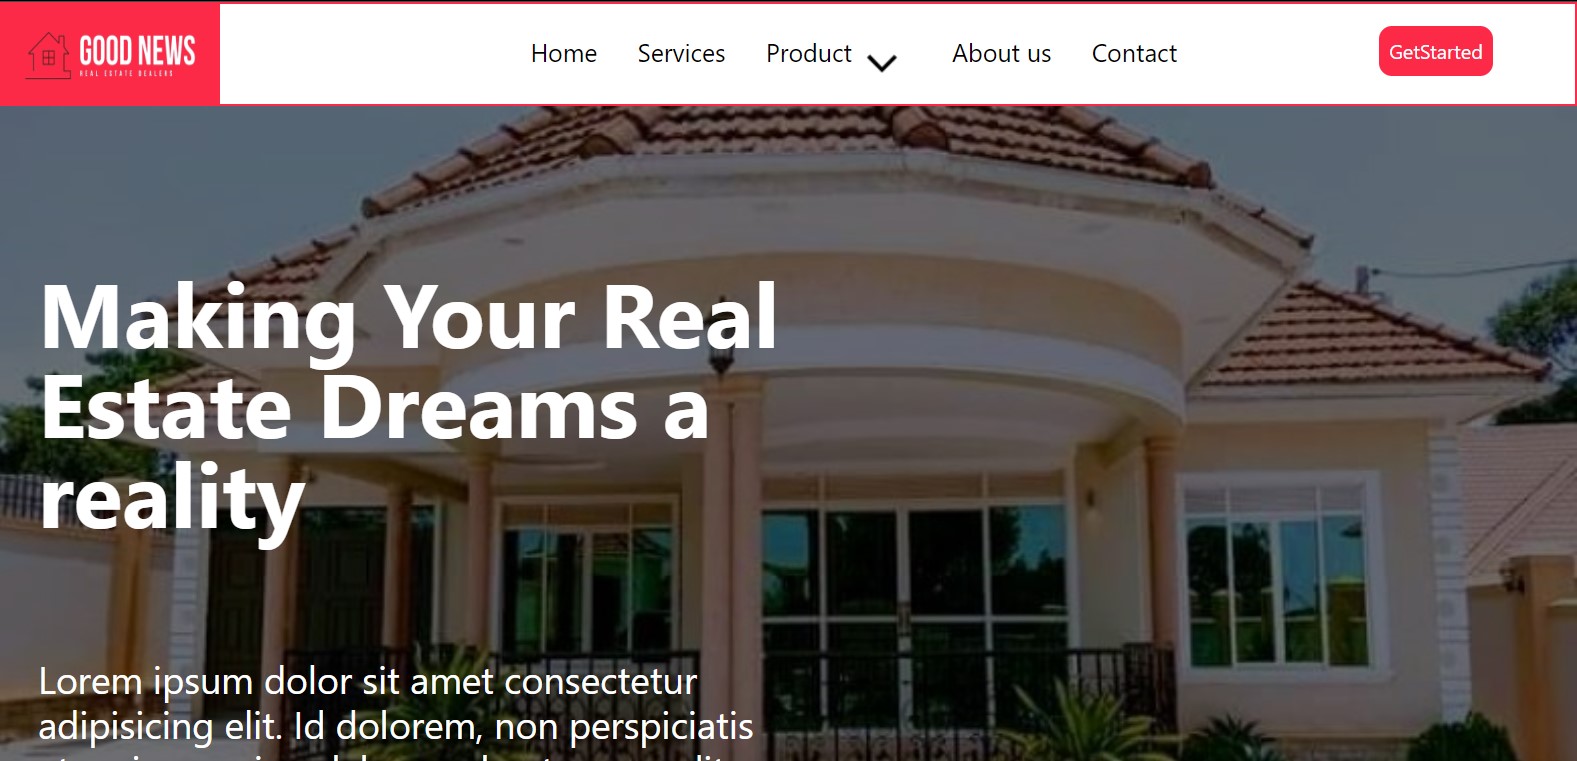 GOOD NEWS
REAL ESTATE DEALERS
Home Services Product About us Contact
GetStarted
Making Your Real
Estate Dreams a
reality
Lorem ipsum dolor sit amet consectetur
adipisicing elit. Id dolorem, non perspiciatis